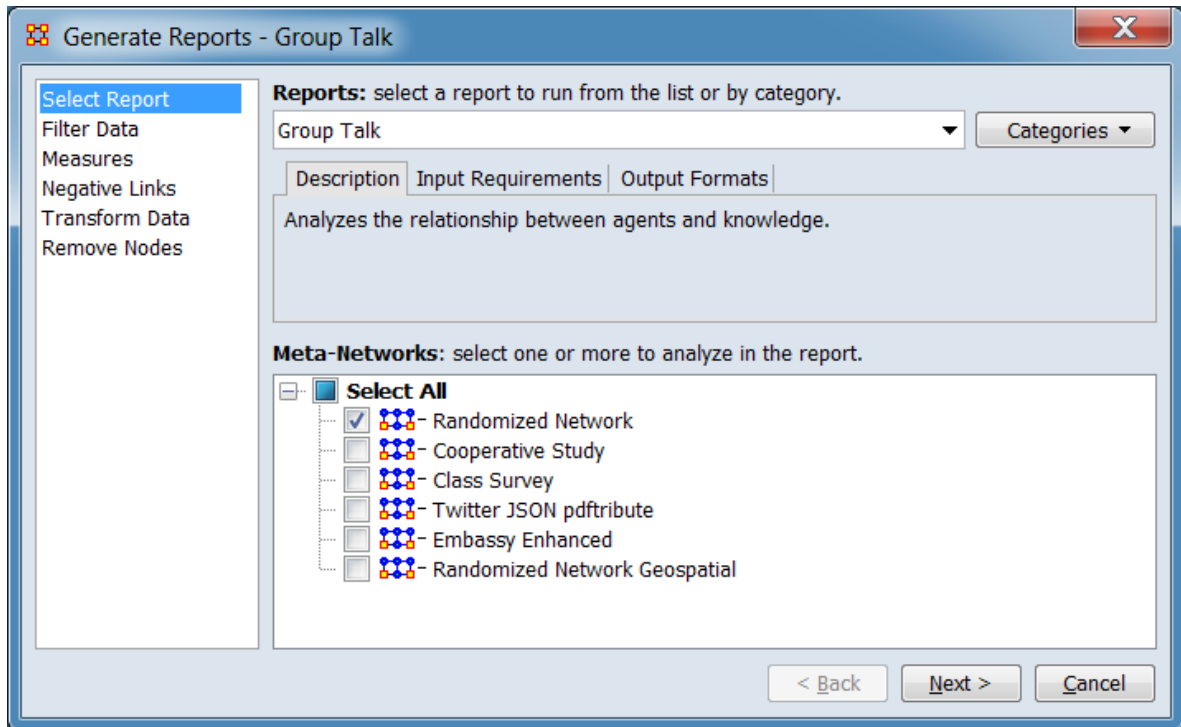 Generate Reports - Group Talk
X
Select Report
Filter Data
Measures
Negative Links
Transform Data
Remove Nodes
Reports: select a report to run from the list or by category.
Group Talk
Categories
Description Input Requirements Output Formats
Analyzes the relationship between agents and knowledge.
Meta-Networks: select one or more to analyze in the report.
Select All
Randomized Network
Cooperative Study
Class Survey
Twitter JSON pdftribute
Embassy Enhanced
Randomized Network Geospatial
< Back Next > Cancel